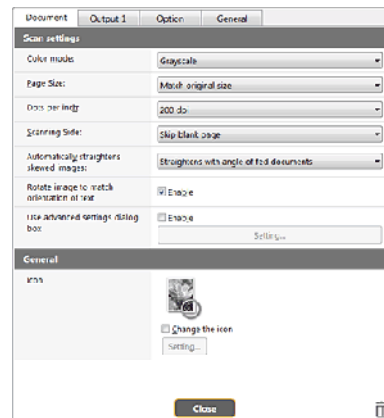 Document Output 1 Option General
Scan settings
Color mode: Grayscale
Page Size: Match original size
Dots per inch: 200 dpi
Scanning Side: Skip blank page
Automatically straightens
skewed images: Straightens with angle of fed documents
Rotate image to match
orientation of text Enable
Use advanced settings dialog
box Enable
Setting...
General
Icon
Change the icon
Setting...
Close